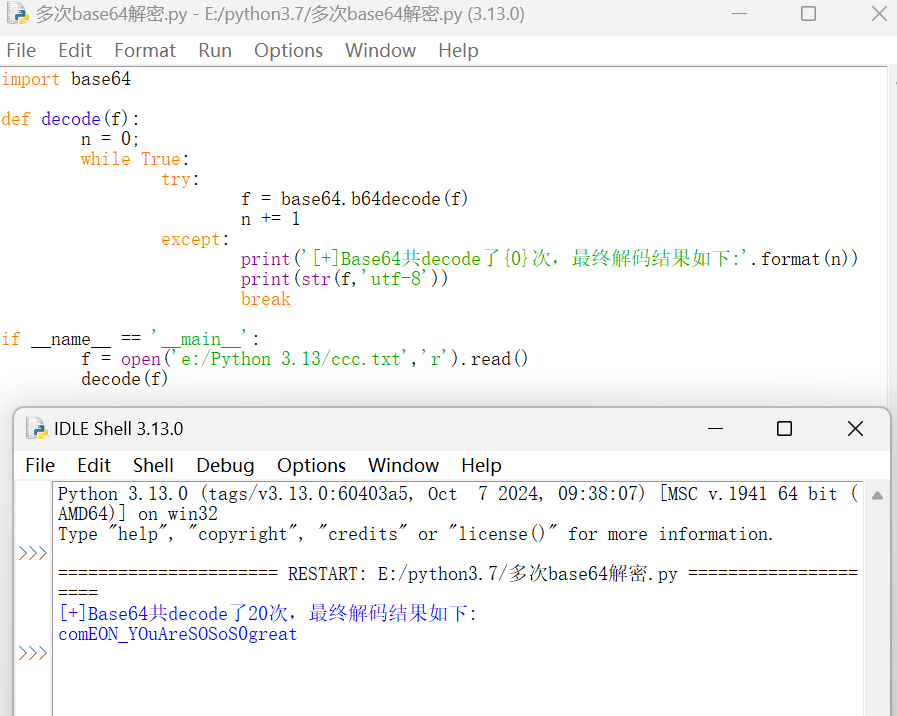 多次base64解密.py - E:/python3.7/多次base64解密.py (3.13.0)
File Edit Format Run Options Window Help
import base64
def decode(f):
n = 0;
while True:
try:
f = base64.b64decode(f)
n += 1
except:
print('[+]Base64共decode了{0}次，最终解码结果如下:'.format(n))
print(str(f,'utf-8'))
break
if __name__ == '__main__':
f = open('e:/Python 3.13/ccc.txt','r').read()
decode(f)
IDLE Shell 3.13.0
File Edit Shell Debug Options Window Help
Python 3.13.0 (tags/v3.13.0:60403a5, Oct  7 2024, 09:38:07) [MSC v.1941 64 bit (
AMD64)] on win32
Type "help", "copyright", "credits" or "license()" for more information.
>>>
====================== RESTART: E:/python3.7/多次base64解密.py =================
====
[+]Base64共decode了20次，最终解码结果如下:
comEON_YOuAreSOSoS0great
>>>